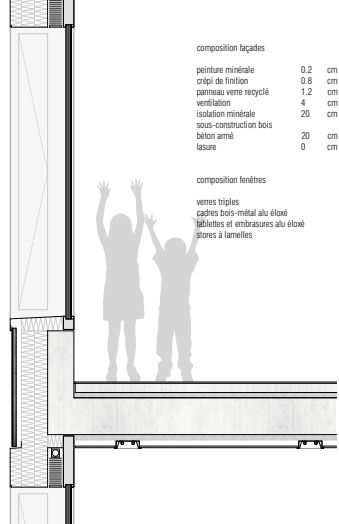 composition façades
peinture minérale 0.2 cm
crépi de finition 0.8 cm
panneau verre recyclé 1.2 cm
ventilation 4 cm
isolation minérale 20 cm
sous-construction bois
béton armé 20 cm
lasure 0 cm
composition fenêtres
verres triples
cadres bois-métal alu éloxé
tablettes et embrasures alu éloxé
stores à lamelles